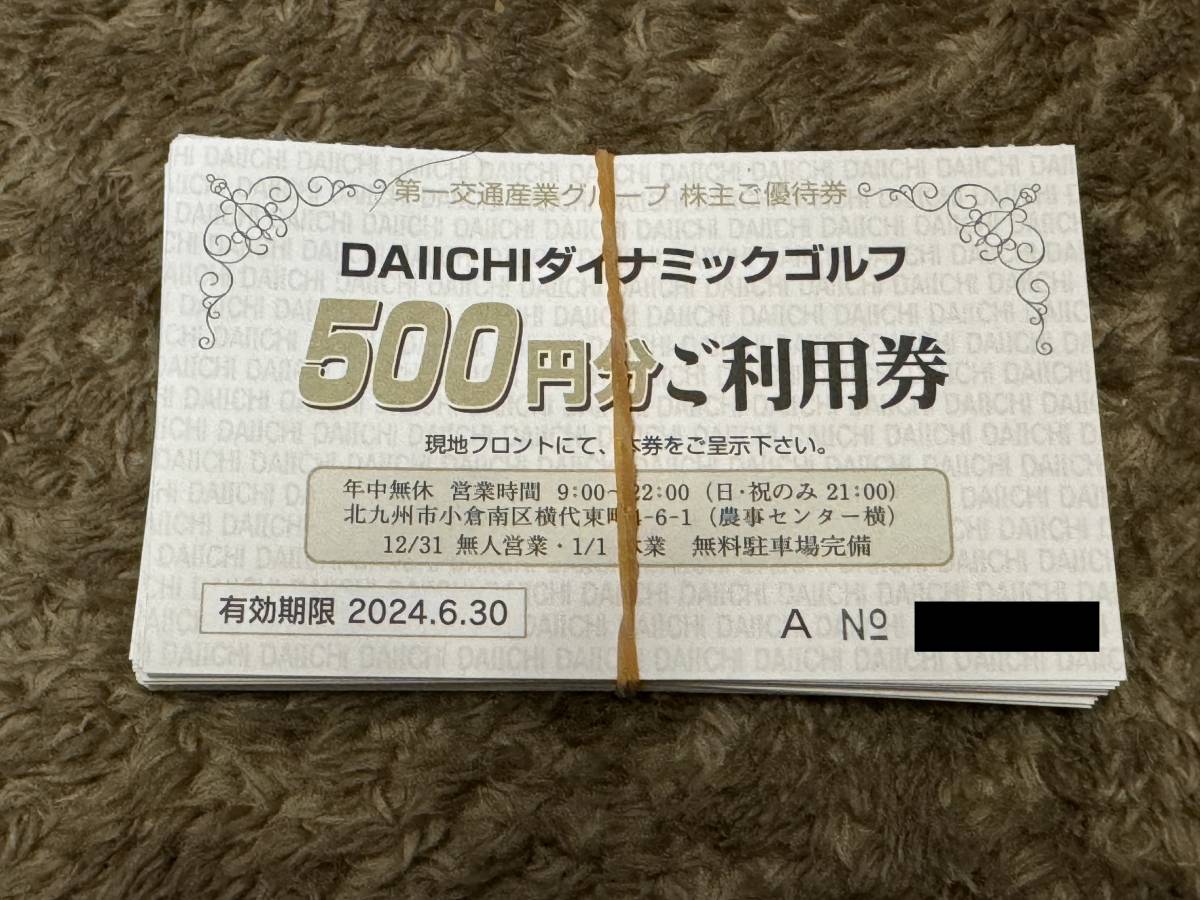 第一交通産業グループ 株主ご優待券
DAIICHIダイナミックゴルフ
500円分ご利用券
現地フロントにて、本券をご呈示下さい。
年中無休 営業時間 9:00~22:00 (日・祝のみ 21:00)
北九州市小倉南区横代東町4-6-1 (農事センター横)
12/31 無人営業・1/1 休業 無料駐車場完備
有効期限 2024.6.30
A №